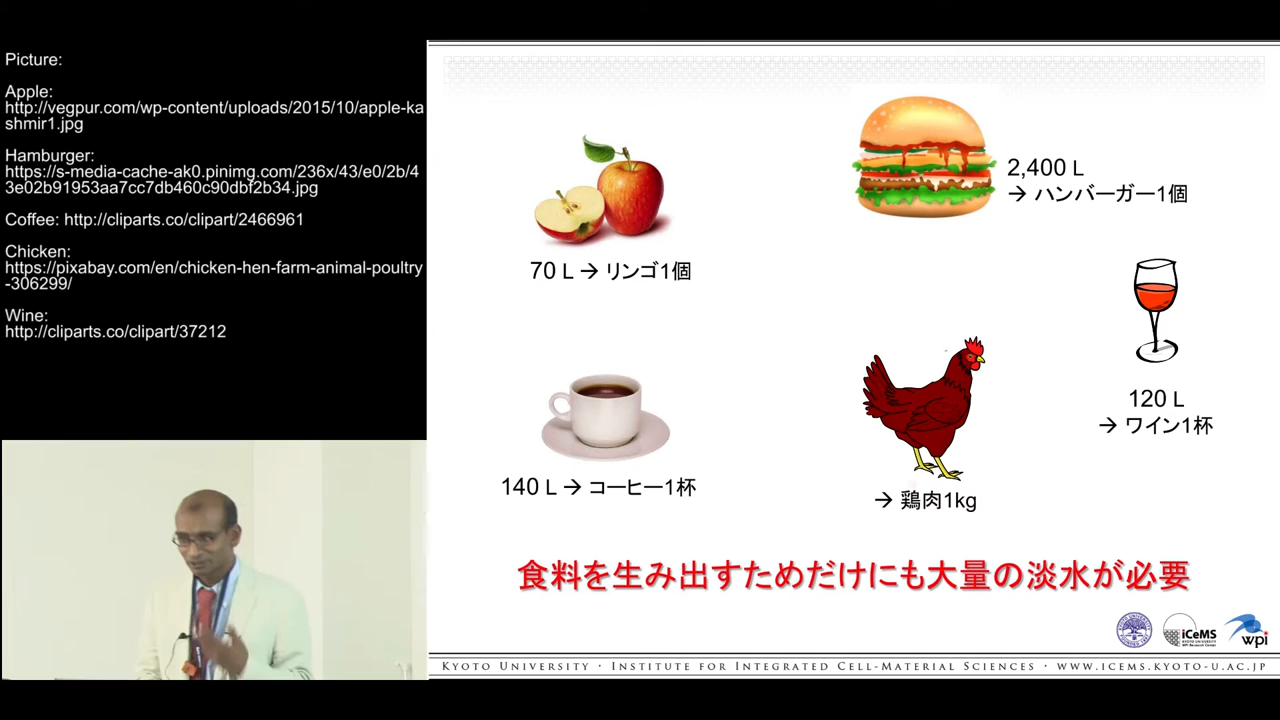 Picture:
Apple:
http://vegpur.com/wp-content/uploads/2015/10/apple-ka
shmir1.jpg
Hamburger:
https://s-media-cache-ak0.pinimg.com/236x/43/e0/2b/4
3e02b91953aa7cc7db460c90dbf2b34.jpg
Coffee: http://cliparts.co/clipart/2466961
Chicken:
https://pixabay.com/en/chicken-hen-farm-animal-poultry
-306299/
Wine:
http://cliparts.co/clipart/37212
2,400 L
→ ハンバーガー1個
70 L → リンゴ1個
120 L
→ ワイン1杯
140 L → コーヒー1杯
→ 鶏肉1kg
食料を生み出すためだけにも大量の淡水が必要
iCeMS
KYOTO UNIVERSITY
WPI Research Center
wpi
KYOTO UNIVERSITY · INSTITUTE FOR INTEGRATED CELL-MATERIAL SCIENCES · WWW.ICEMS.KYOTO-U.AC.JP